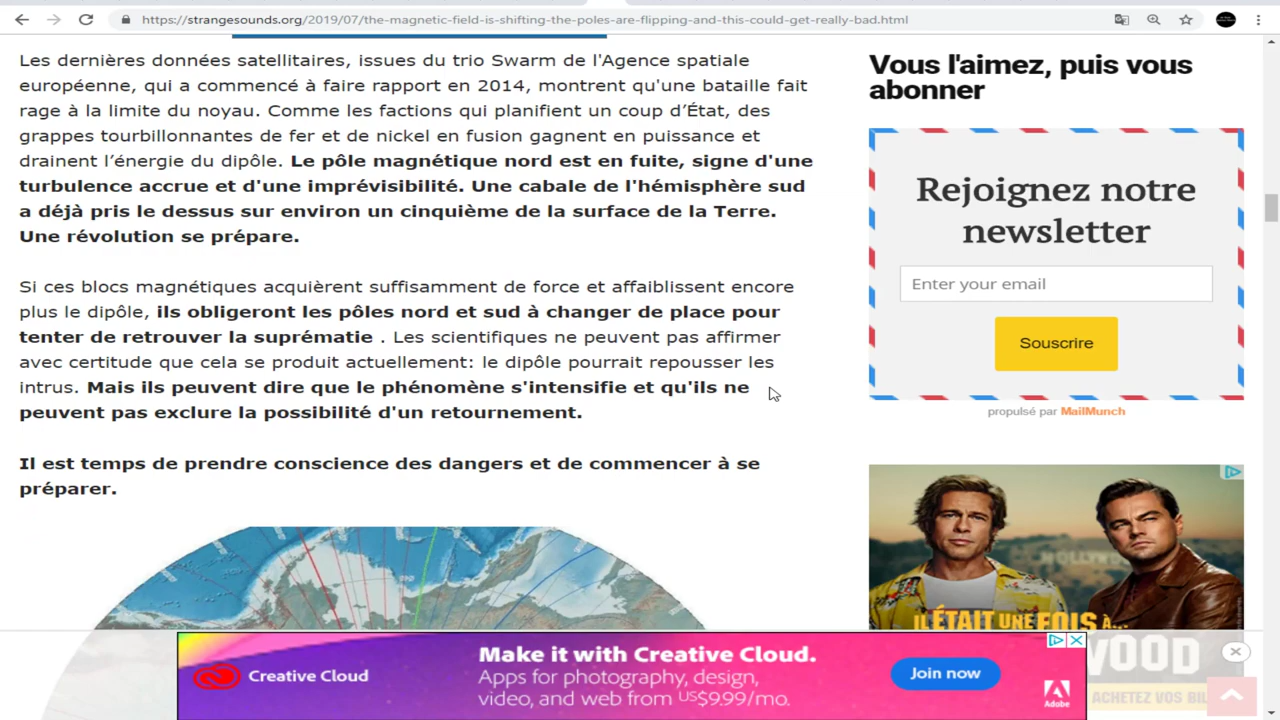 https://strangesounds.org/2019/07/the-magnetic-field-is-shifting-the-poles-are-flipping-and-this-could-get-really-bad.html
Les dernières données satellitaires, issues du trio Swarm de l'Agence spatiale
européenne, qui a commencé à faire rapport en 2014, montrent qu'une bataille fait
rage à la limite du noyau. Comme les factions qui planifient un coup d’État, des
grappes tourbillonnantes de fer et de nickel en fusion gagnent en puissance et
drainent l’énergie du dipôle. Le pôle magnétique nord est en fuite, signe d'une
turbulence accrue et d'une imprévisibilité. Une cabale de l'hémisphère sud
a déjà pris le dessus sur environ un cinquième de la surface de la Terre.
Une révolution se prépare.
Si ces blocs magnétiques acquièrent suffisamment de force et affaiblissent encore
plus le dipôle, ils obligeront les pôles nord et sud à changer de place pour
tenter de retrouver la suprématie . Les scientifiques ne peuvent pas affirmer
avec certitude que cela se produit actuellement: le dipôle pourrait repousser les
intrus. Mais ils peuvent dire que le phénomène s'intensifie et qu'ils ne
peuvent pas exclure la possibilité d'un retournement.
Il est temps de prendre conscience des dangers et de commencer à se
préparer.
Vous l'aimez, puis vous
abonner
Rejoignez notre
newsletter
Enter your email
Souscrire
propulsé par MailMunch
HOLLYWOOD
IL ÉTAIT UNE FOIS À...
WOOD
ACHETEZ VOS
Creative Cloud
Make it with Creative Cloud.
Apps for photography, design,
video, and web from US$9.99/mo.
Join now
Adobe